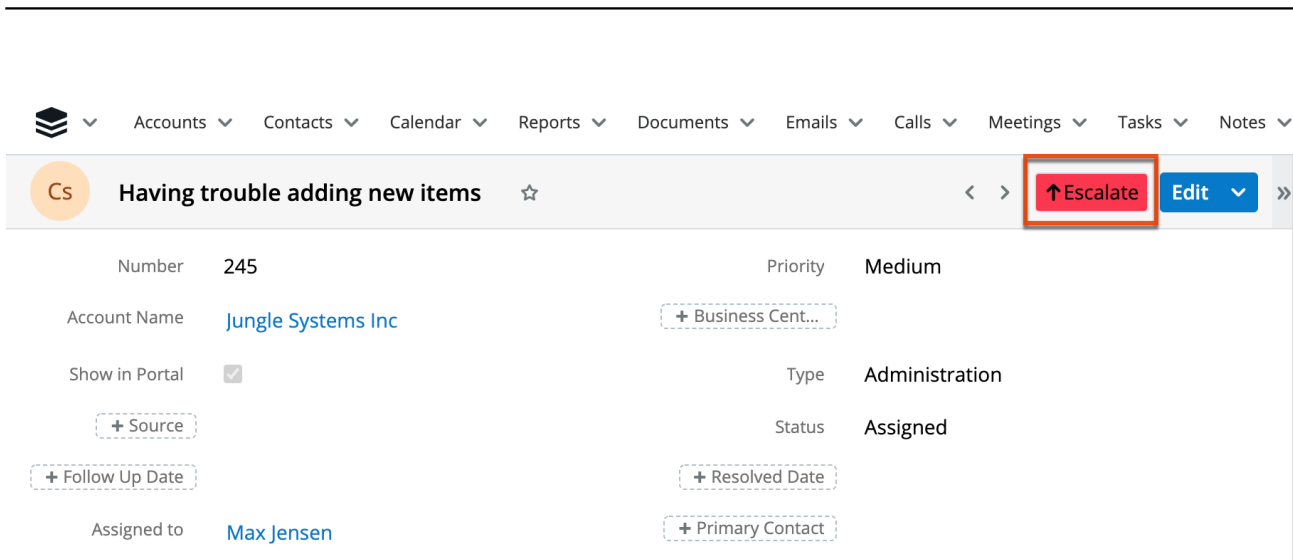 Accounts Contacts Calendar Reports Documents Emails Calls Meetings Tasks Notes
Cs Having trouble adding new items Escalate Edit
Number 245 Priority Medium
Account Name Jungle Systems Inc + Business Cent...
Show in Portal Type Administration
+ Source Status Assigned
+ Follow Up Date + Resolved Date
Assigned to Max Jensen + Primary Contact